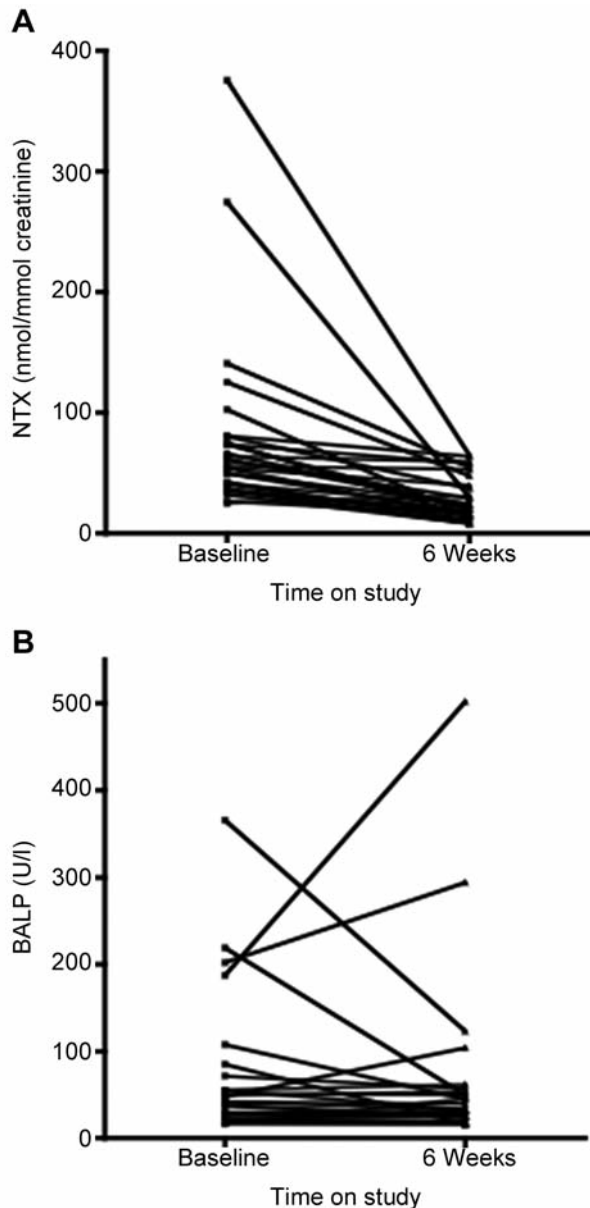 A
400
300
200
100
0
NTX (nmol/mmol creatinine)
Baseline
6 Weeks
Time on study
B
500
400
300
200
100
0
BALP (U/l)
Baseline
6 Weeks
Time on study